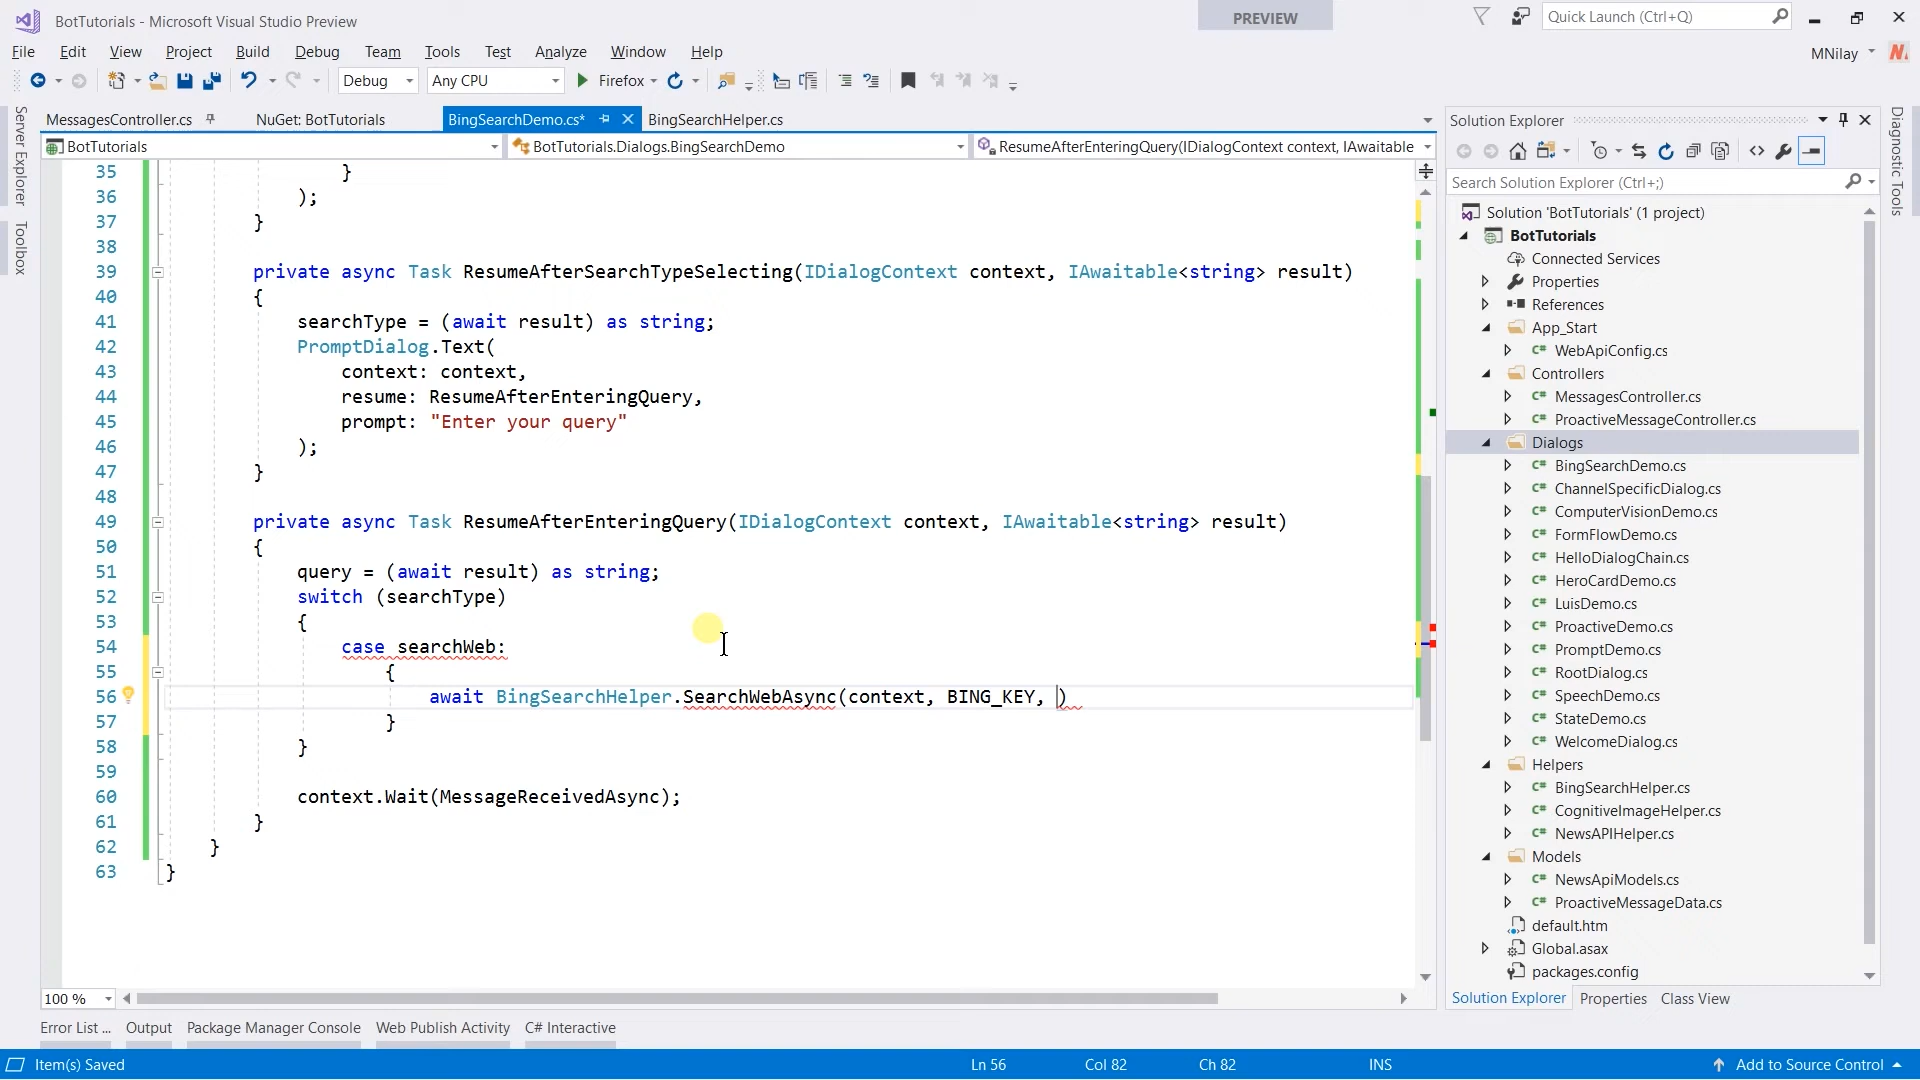 BotTutorials - Microsoft Visual Studio Preview
PREVIEW
Quick Launch (Ctrl+Q)
File Edit View Project Build Debug Team Tools Test Analyze Window Help
MNilay
Debug Any CPU Firefox
Server Explorer
Toolbox
MessagesController.cs NuGet: BotTutorials BingSearchDemo.cs* BingSearchHelper.cs
BotTutorials BotTutorials.Dialogs.BingSearchDemo ResumeAfterEnteringQuery(IDialogContext context, IAwaitable
35 }
36 );
37 }
38
39 private async Task ResumeAfterSearchTypeSelecting(IDialogContext context, IAwaitable<string> result)
40 {
41 searchType = (await result) as string;
42 PromptDialog.Text(
43 context: context,
44 resume: ResumeAfterEnteringQuery,
45 prompt: "Enter your query"
46 );
47 }
48
49 private async Task ResumeAfterEnteringQuery(IDialogContext context, IAwaitable<string> result)
50 {
51 query = (await result) as string;
52 switch (searchType)
53 {
54 case searchWeb:
55 {
56 await BingSearchHelper.SearchWebAsync(context, BING_KEY, )
57 }
58 }
59
60 context.Wait(MessageReceivedAsync);
61 }
62 }
63 }
100 %
Solution Explorer
Search Solution Explorer (Ctrl+;)
Solution 'BotTutorials' (1 project)
BotTutorials
Connected Services
Properties
References
App_Start
C# WebApiConfig.cs
Controllers
C# MessagesController.cs
C# ProactiveMessageController.cs
Dialogs
C# BingSearchDemo.cs
C# ChannelSpecificDialog.cs
C# ComputerVisionDemo.cs
C# FormFlowDemo.cs
C# HelloDialogChain.cs
C# HeroCardDemo.cs
C# LuisDemo.cs
C# ProactiveDemo.cs
C# PromptDemo.cs
C# RootDialog.cs
C# SpeechDemo.cs
C# StateDemo.cs
C# WelcomeDialog.cs
Helpers
C# BingSearchHelper.cs
C# CognitiveImageHelper.cs
C# NewsAPIHelper.cs
Models
C# NewsApiModels.cs
C# ProactiveMessageData.cs
default.htm
Global.asax
packages.config
Solution Explorer Properties Class View
Diagnostic Tools
Error List ... Output Package Manager Console Web Publish Activity C# Interactive
Item(s) Saved Ln 56 Col 82 Ch 82 INS Add to Source Control